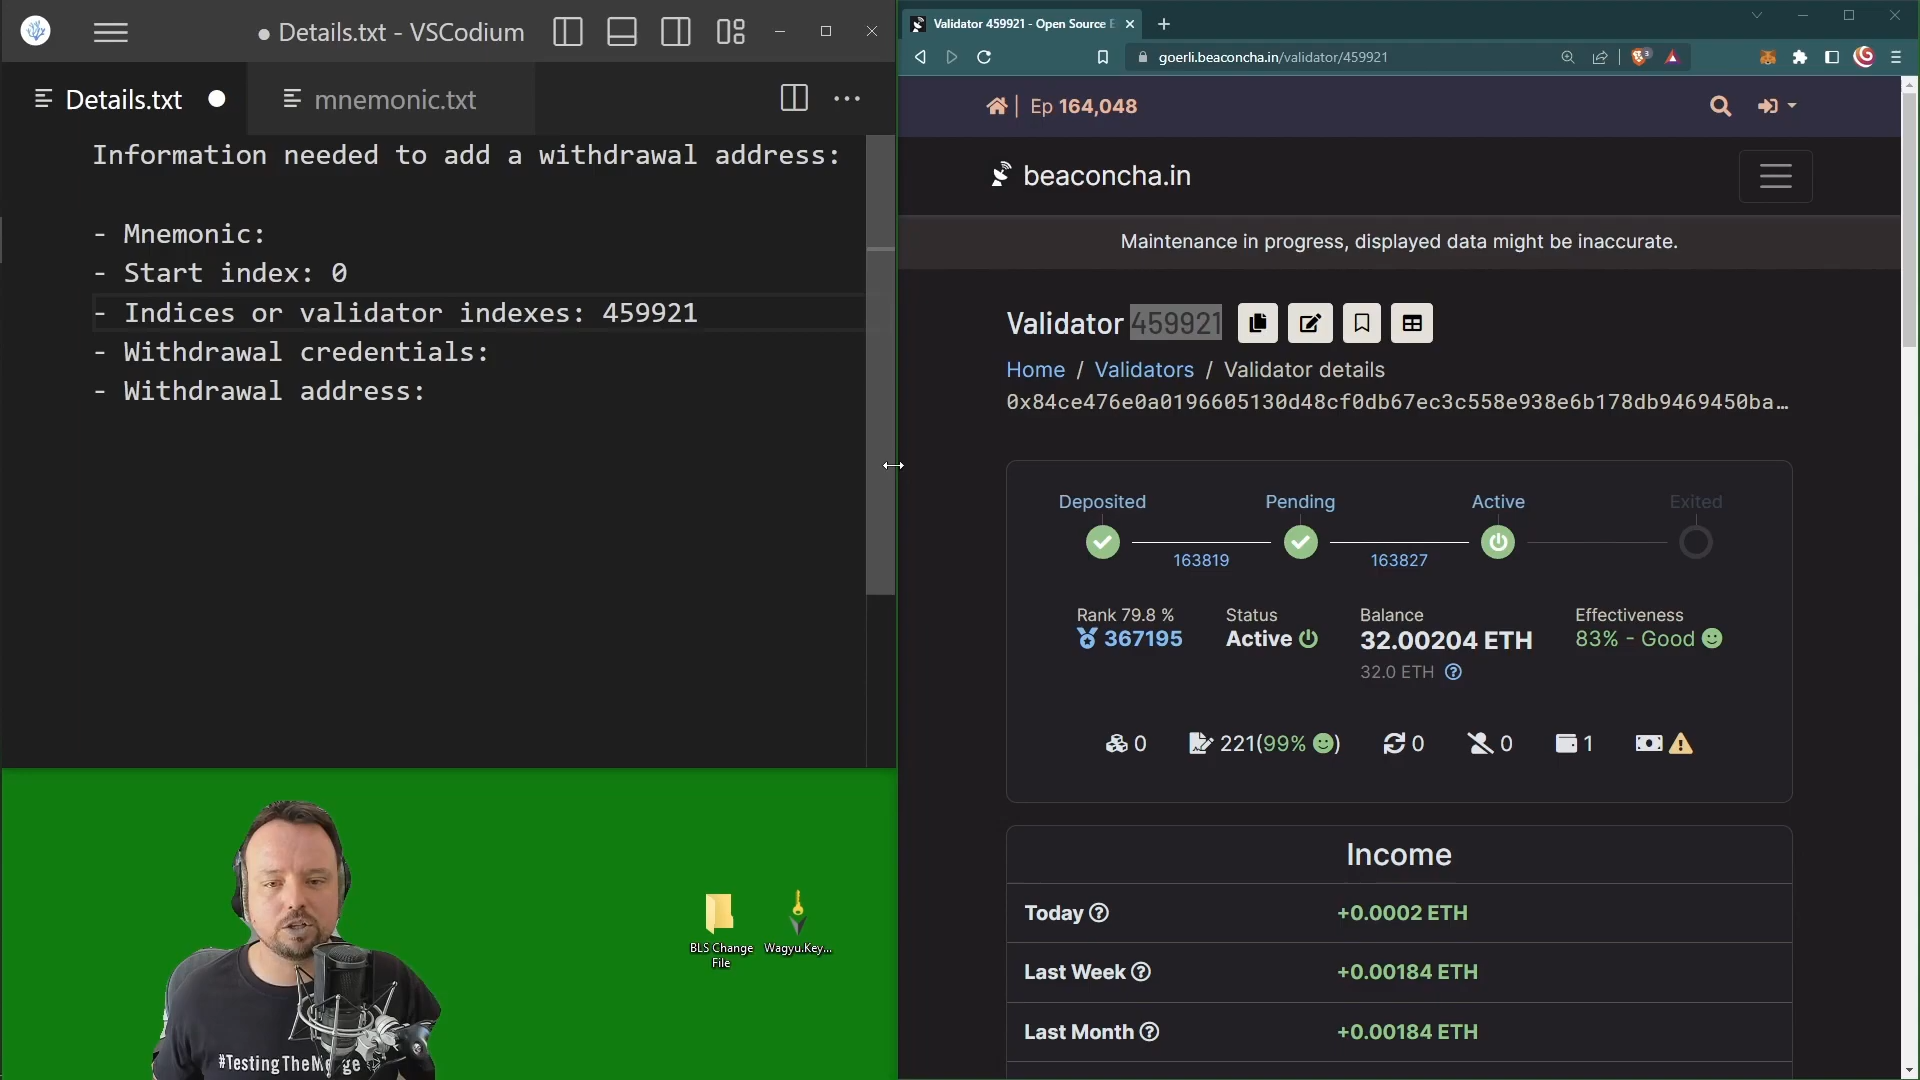 Details.txt - VSCodium
Details.txt
mnemonic.txt
Information needed to add a withdrawal address:
- Mnemonic:
- Start index: 0
- Indices or validator indexes: 459921
- Withdrawal credentials:
- Withdrawal address:
BLS Change
File
Wagyu.Key...
#TestingTheMerge
Validator 459921 - Open Source E
goerli.beaconcha.in/validator/459921
3
Ep 164,048
beaconcha.in
Maintenance in progress, displayed data might be inaccurate.
Validator 459921
Home / Validators / Validator details
0x84ce476e0a0196605130d48cf0db67ec3c558e938e6b178db9469450ba…
Deposited
Pending
Active
Exited
163819
163827
Rank 79.8 %
367195
Status
Active
Balance
32.00204 ETH
32.0 ETH
Effectiveness
83% - Good
0
221(99% )
0
0
1
Income
Today
+0.0002 ETH
Last Week
+0.00184 ETH
Last Month
+0.00184 ETH